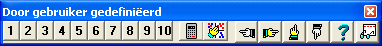 Door gebruiker gedefiniëerd
1 2 3 4 5 6 7 8 9 10 ?